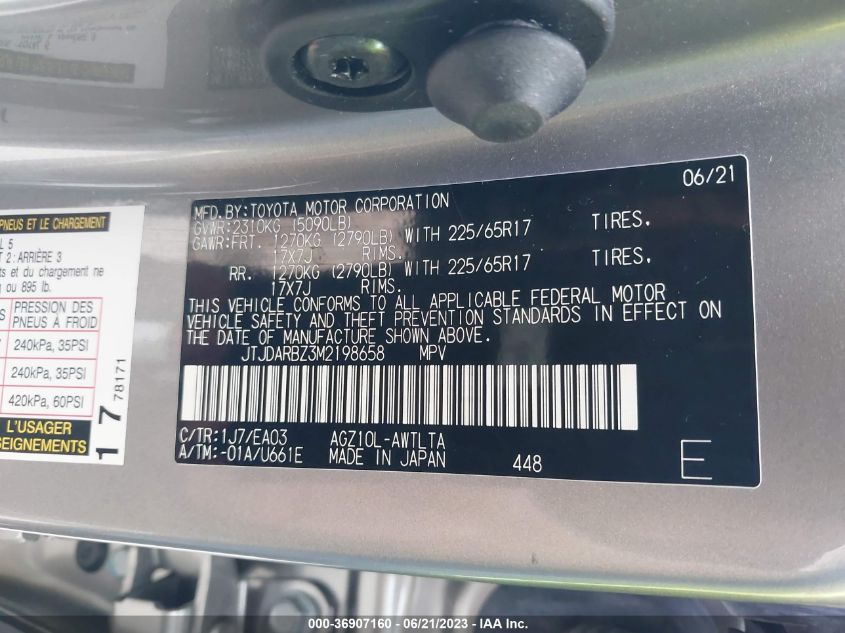 PNEUS ET LE CHARGEMENT
L 5
T 2: ARRIÈRE 3
ts et du chargement ne
g ou 895 lb.
PRESSION DES
PNEUS À FROID
240kPa, 35PSI
240kPa, 35PSI
420kPa, 60PSI
L'USAGER
SEIGNEMENTS
1 7 78171
06/21
MFD. BY:TOYOTA MOTOR CORPORATION
GVWR:2310KG (5090LB)
GAWR:FRT. 1270KG (2790LB) WITH 225/65R17 TIRES.
17X7J RIMS.
RR. 1270KG (2790LB) WITH 225/65R17 TIRES.
17X7J RIMS.
THIS VEHICLE CONFORMS TO ALL APPLICABLE FEDERAL MOTOR
VEHICLE SAFETY AND THEFT PREVENTION STANDARDS IN EFFECT ON
THE DATE OF MANUFACTURE SHOWN ABOVE.
JTJDARBZ3M2198658 MPV
C/TR:1J7/EA03 AGZ10L-AWTLTA
A/TM:-01A/U661E MADE IN JAPAN 448 E
000-36907160 - 06/21/2023 - IAA Inc.